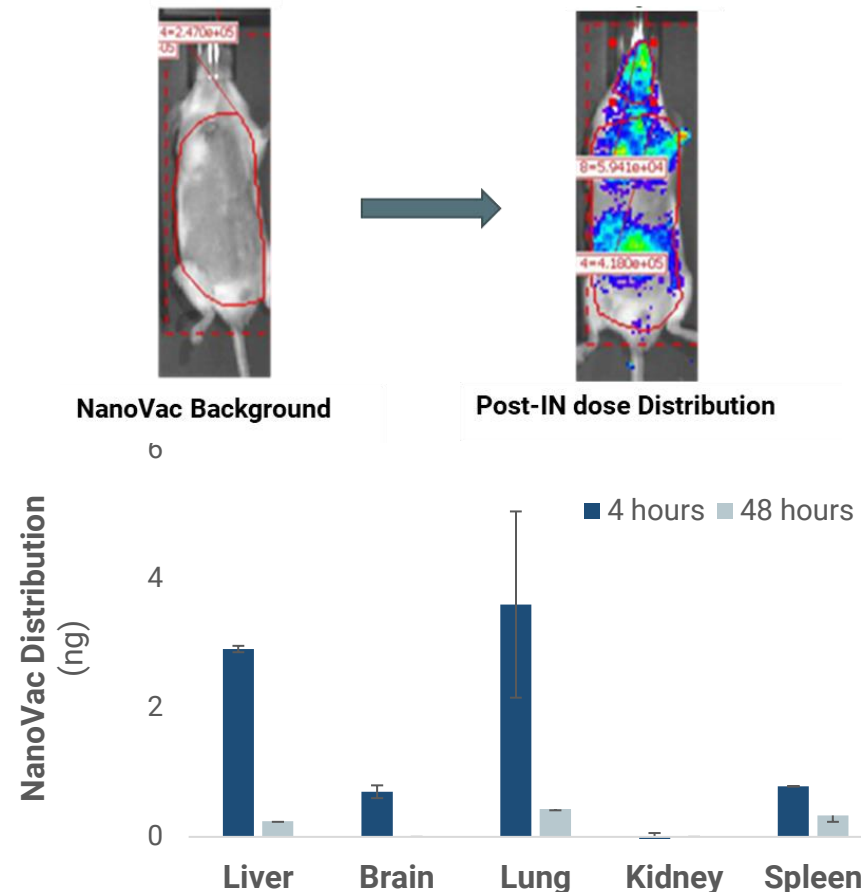 4=2.470e+05
05
8=5.941e+04
4=4.180e+05
NanoVac Background
Post-IN dose Distribution
NanoVac Distribution
(ng)
6
4
2
0
4 hours
48 hours
Liver
Brain
Lung
Kidney
Spleen